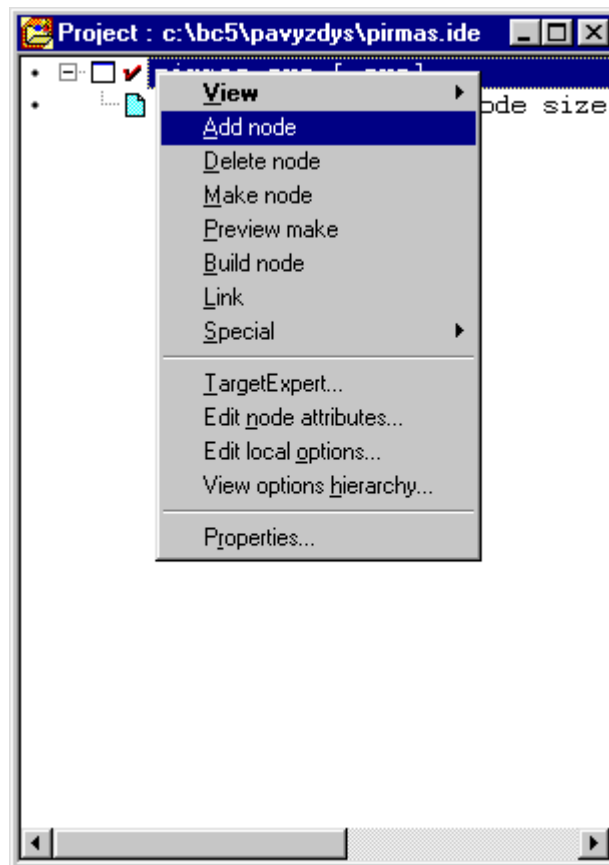 Project : c:\bc5\pavyzdys\pirmas.ide
View
ode size
Add node
Delete node
Make node
Preview make
Build node
Link
Special
TargetExpert...
Edit node attributes...
Edit local options...
View options hierarchy...
Properties...